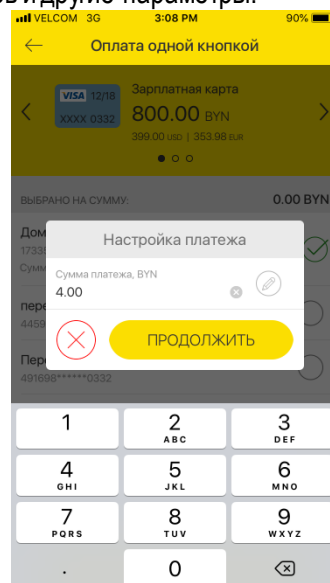 VELCOM 3G 3:08 PM 90%
Оплата одной кнопкой
VISA 12/18
XXXX 0332
Зарплатная карта
800.00 BYN
399.00 USD | 353.98 EUR
ВЫБРАНО НА СУММУ: 0.00 BYN
Дом
1733
Сумм
Настройка платежа
Сумма платежа, BYN
4.00
ПРОДОЛЖИТЬ
пере
4459
Пер
491698******0332
1
2
ABC
3
DEF
4
GHI
5
JKL
6
MNO
7
PQRS
8
TUV
9
WXYZ
.
0